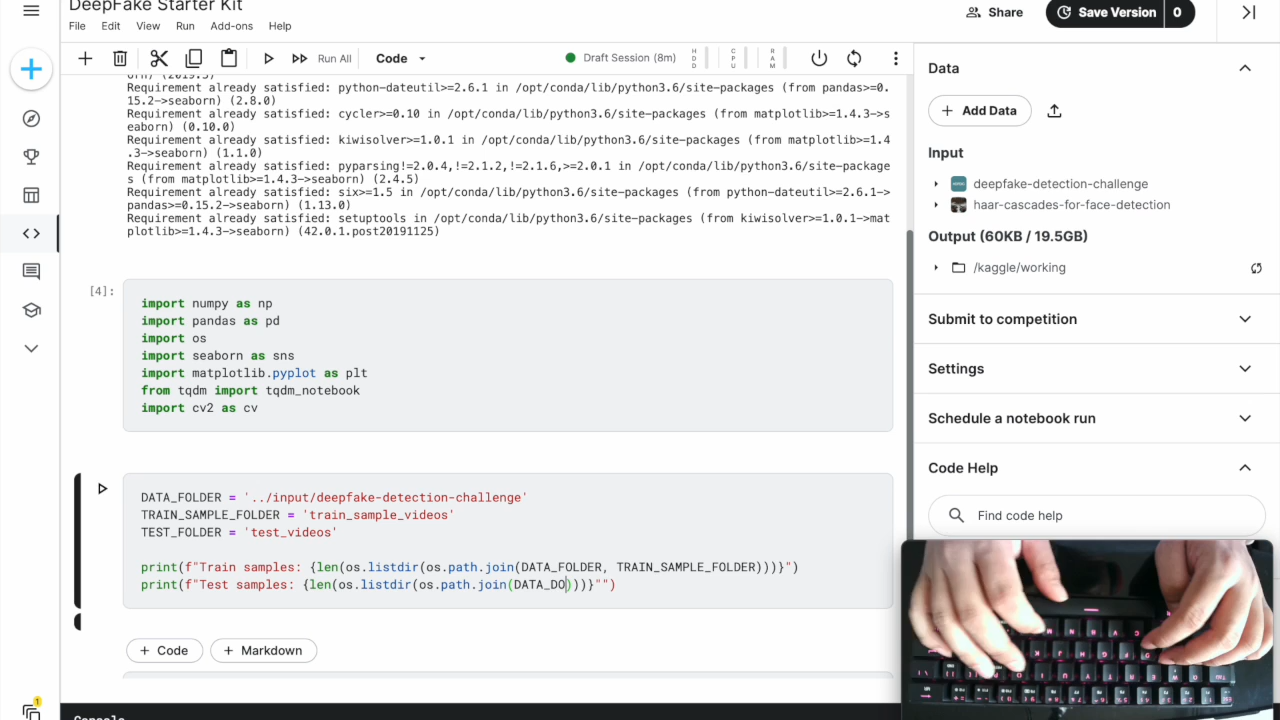 DeepFake Starter Kit
File Edit View Run Add-ons Help
Share
Save Version 0
Run All
Code
Draft Session (8m)
HDD
CPU
RAM
orn) (2019.3)
Requirement already satisfied: python-dateutil>=2.6.1 in /opt/conda/lib/python3.6/site-packages (from pandas>=0.
15.2->seaborn) (2.8.0)
Requirement already satisfied: cycler>=0.10 in /opt/conda/lib/python3.6/site-packages (from matplotlib>=1.4.3->s
eaborn) (0.10.0)
Requirement already satisfied: kiwisolver>=1.0.1 in /opt/conda/lib/python3.6/site-packages (from matplotlib>=1.4
.3->seaborn) (1.1.0)
Requirement already satisfied: pyparsing!=2.0.4,!=2.1.2,!=2.1.6,>=2.0.1 in /opt/conda/lib/python3.6/site-package
s (from matplotlib>=1.4.3->seaborn) (2.4.5)
Requirement already satisfied: six>=1.5 in /opt/conda/lib/python3.6/site-packages (from python-dateutil>=2.6.1->
pandas>=0.15.2->seaborn) (1.13.0)
Requirement already satisfied: setuptools in /opt/conda/lib/python3.6/site-packages (from kiwisolver>=1.0.1->mat
plotlib>=1.4.3->seaborn) (42.0.1.post20191125)
[4]:
import numpy as np
import pandas as pd
import os
import seaborn as sns
import matplotlib.pyplot as plt
from tqdm import tqdm_notebook
import cv2 as cv
DATA_FOLDER = '../input/deepfake-detection-challenge'
TRAIN_SAMPLE_FOLDER = 'train_sample_videos'
TEST_FOLDER = 'test_videos'
print(f"Train samples: {len(os.listdir(os.path.join(DATA_FOLDER, TRAIN_SAMPLE_FOLDER)))}")
print(f"Test samples: {len(os.listdir(os.path.join(DATA_DO)))}"")
+ Code
+ Markdown
Console
Data
+ Add Data
Input
deepfake-detection-challenge
haar-cascades-for-face-detection
Output (60KB / 19.5GB)
/kaggle/working
Submit to competition
Settings
Schedule a notebook run
Code Help
Find code help
1